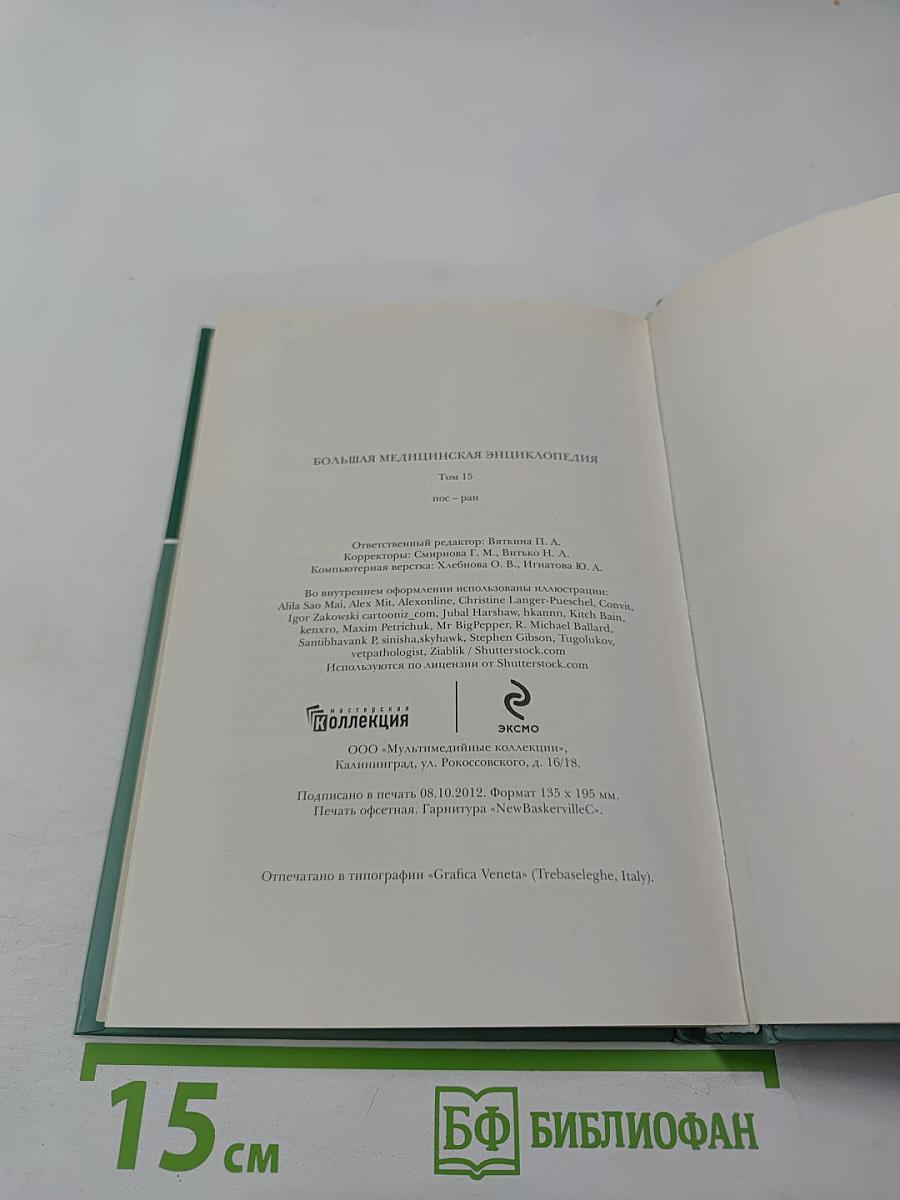 БОЛЬШАЯ МЕДИЦИНСКАЯ ЭНЦИКЛОПЕДИЯ
Том 15
пос – ран
Ответственный редактор: Вяткина П. А.
Корректоры: Смирнова Г. М., Витько Н. А.
Компьютерная верстка: Хлебнова О. В., Игнатова Ю. А.
Во внутреннем оформлении использованы иллюстрации:
Alila Sao Mai, Alex Mit, Alexonline, Christine Langer-Pueschel, Convit,
Igor Zakowski cartooniz_com, Jubal Harshaw, hkannn, Kitch Bain,
kenxro, Maxim Petrichuk, Mr BigPepper, R. Michael Ballard,
Santibhavank P, sinisha,skyhawk, Stephen Gibson, Tugolukov,
vetpathologist, Ziablik / Shutterstock.com
Используются по лицензии от Shutterstock.com
мастерская
КОЛЛЕКЦИЯ
ЭКСМО
ООО «Мультимедийные коллекции»,
Калининград, ул. Рокоссовского, д. 16/18.
Подписано в печать 08.10.2012. Формат 135 х 195 мм.
Печать офсетная. Гарнитура «NewBaskervilleC».
Отпечатано в типографии «Grafica Veneta» (Trebaseleghe, Italy).
15 см
БФ БИБЛИОФАН